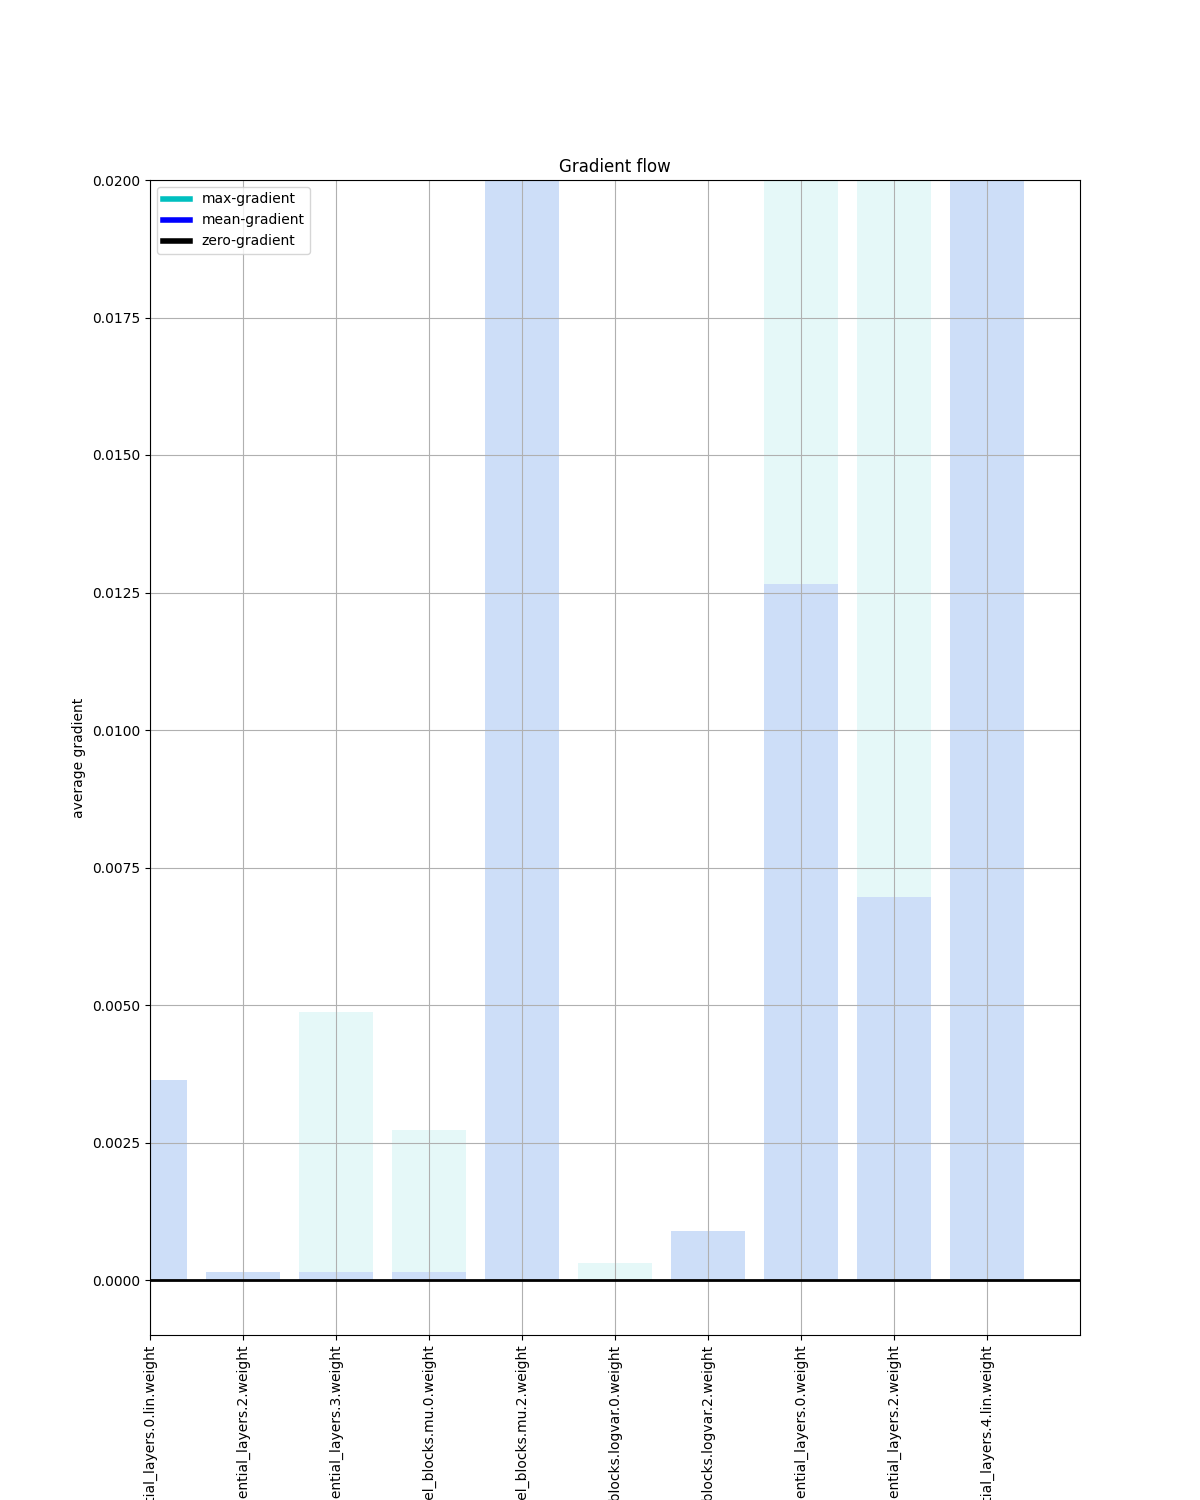 Gradient flow
max-gradient
mean-gradient
zero-gradient
average gradient
0.0200
0.0175
0.0150
0.0125
0.0100
0.0075
0.0050
0.0025
0.0000
tial_layers.0.lin.weight
ential_layers.2.weight
ential_layers.3.weight
el_blocks.mu.0.weight
el_blocks.mu.2.weight
blocks.logvar.0.weight
blocks.logvar.2.weight
ential_layers.0.weight
ential_layers.2.weight
tial_layers.4.lin.weight